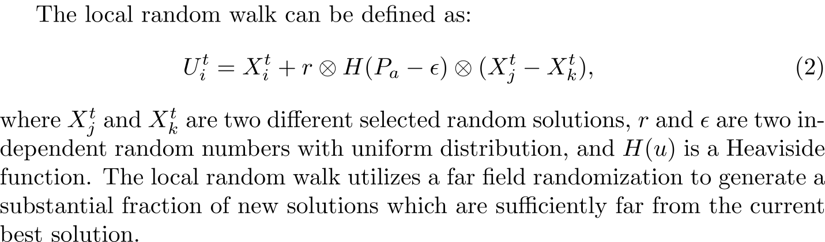 The local random walk can be defined as:
U_i^t = X_i^t + r ⊗ H(P_a − ϵ) ⊗ (X_j^t − X_k^t), (2)
where X_j^t and X_k^t are two different selected random solutions, r and ϵ are two in-
dependent random numbers with uniform distribution, and H(u) is a Heaviside
function. The local random walk utilizes a far field randomization to generate a
substantial fraction of new solutions which are sufficiently far from the current
best solution.